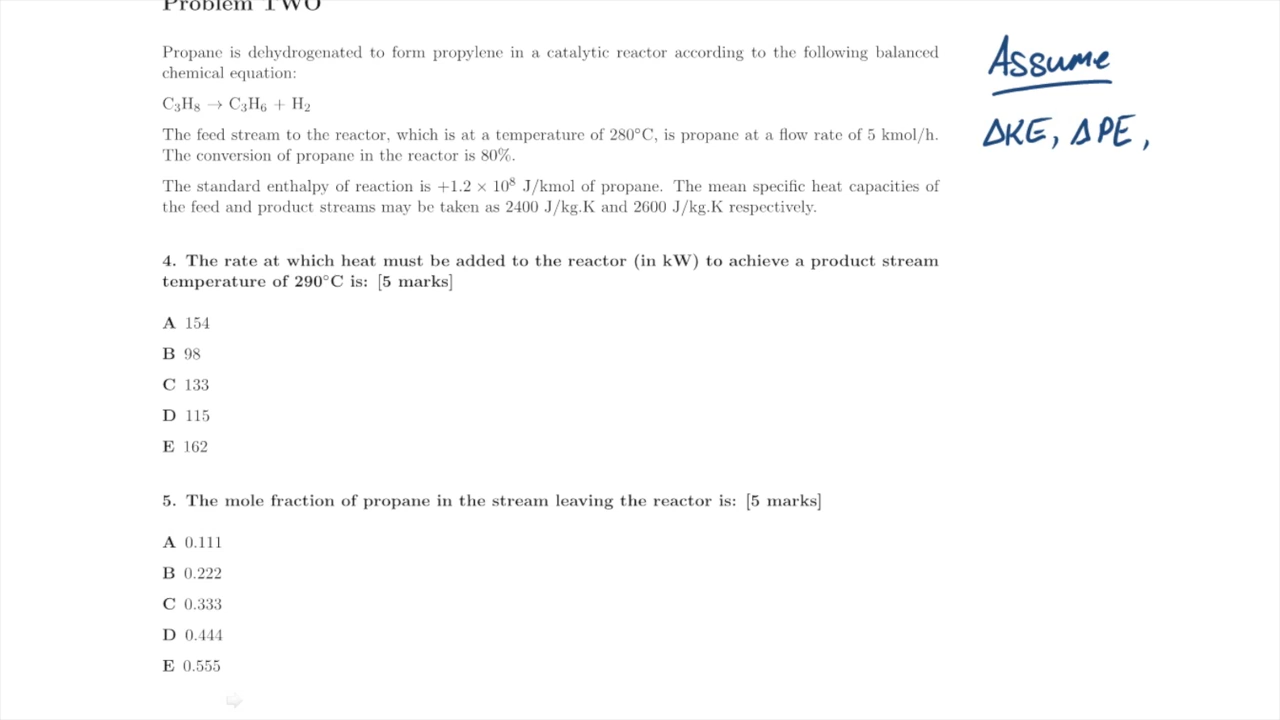 Problem TWO
Propane is dehydrogenated to form propylene in a catalytic reactor according to the following balanced
chemical equation:
C₃H₈ → C₃H₆ + H₂
The feed stream to the reactor, which is at a temperature of 280°C, is propane at a flow rate of 5 kmol/h.
The conversion of propane in the reactor is 80%.
The standard enthalpy of reaction is +1.2 × 10⁸ J/kmol of propane. The mean specific heat capacities of
the feed and product streams may be taken as 2400 J/kg.K and 2600 J/kg.K respectively.
4. The rate at which heat must be added to the reactor (in kW) to achieve a product stream
temperature of 290°C is: [5 marks]
A 154
B 98
C 133
D 115
E 162
5. The mole fraction of propane in the stream leaving the reactor is: [5 marks]
A 0.111
B 0.222
C 0.333
D 0.444
E 0.555
Assume
ΔKE, ΔPE,